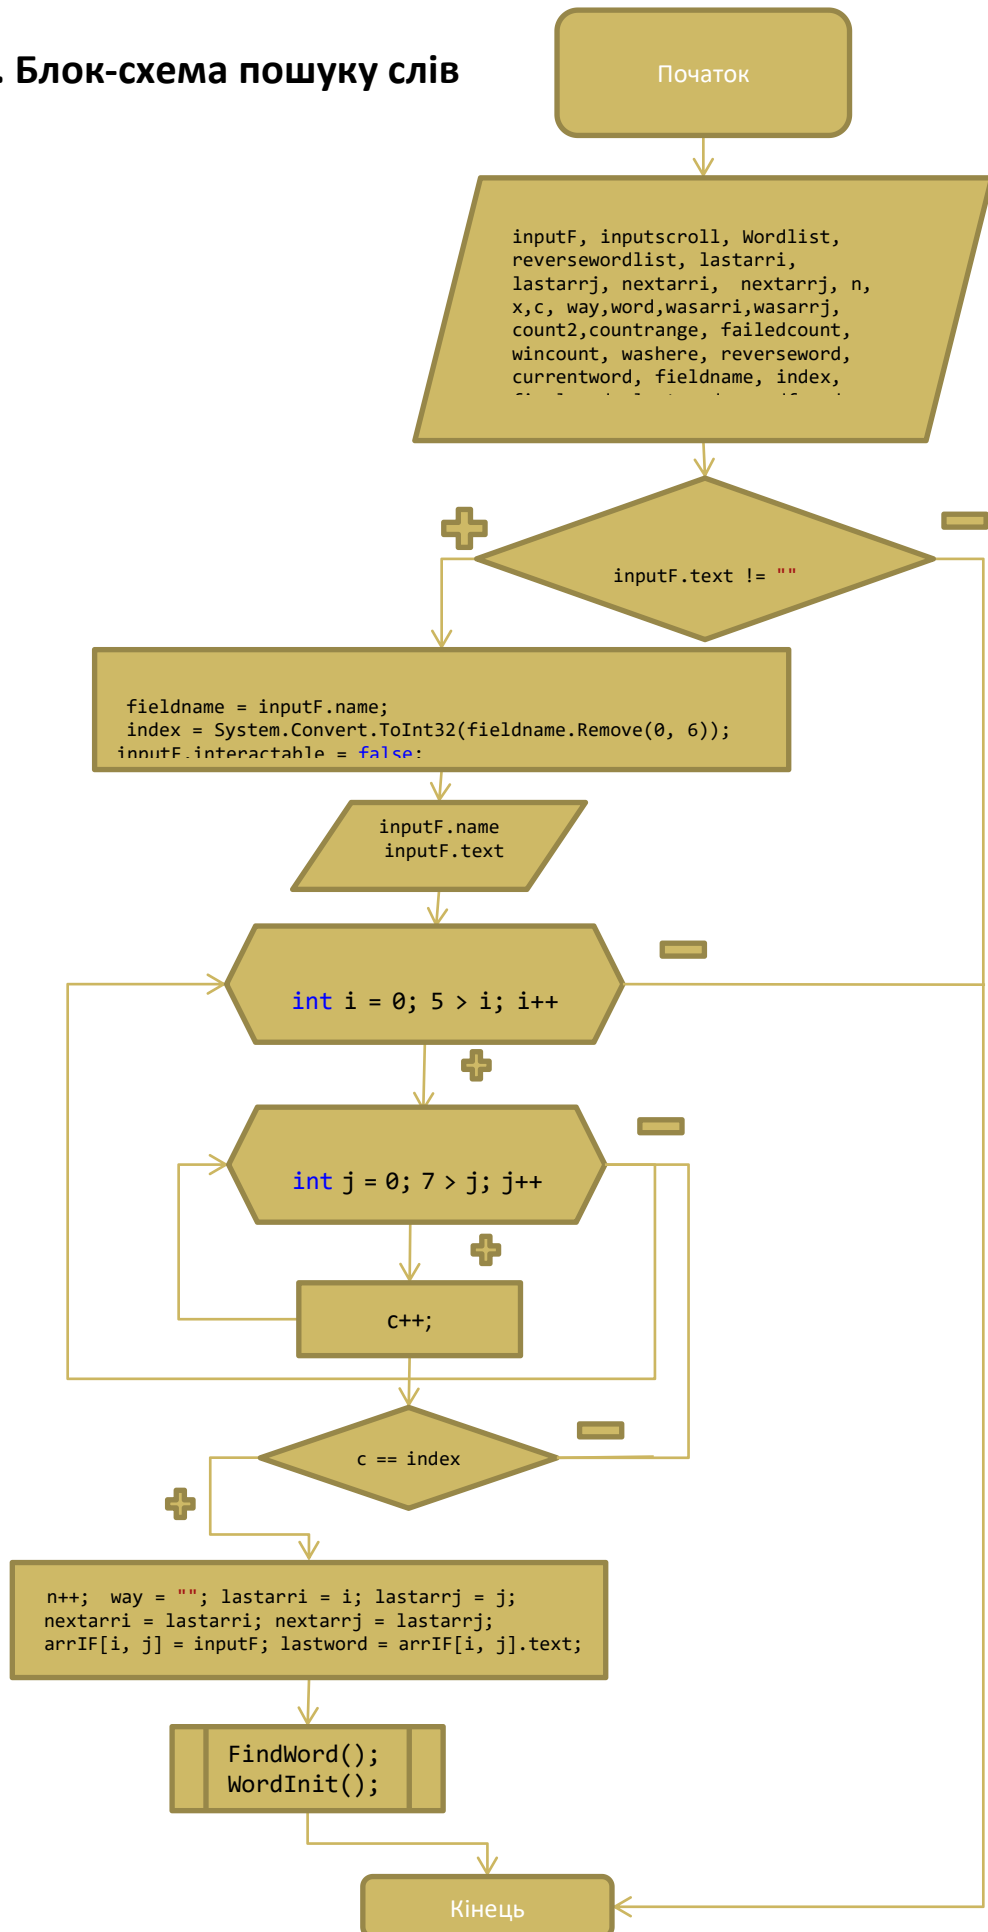 . Блок-схема пошуку слів
Початок
inputF, inputscroll, Wordlist,
reversewordlist, lastarri,
lastarrj, nextarri, nextarrj, n,
x,c, way,word,wasarri,wasarrj,
count2,countrange, failedcount,
wincount, washere, reverseword,
currentword, fieldname, index,
inputF.text != ""
fieldname = inputF.name;
index = System.Convert.ToInt32(fieldname.Remove(0, 6));
inputF.interactable = false;
inputF.name
inputF.text
int i = 0; 5 > i; i++
int j = 0; 7 > j; j++
c++;
c == index
n++; way = ""; lastarri = i; lastarrj = j;
nextarri = lastarri; nextarrj = lastarrj;
arrIF[i, j] = inputF; lastword = arrIF[i, j].text;
FindWord();
WordInit();
Кінець